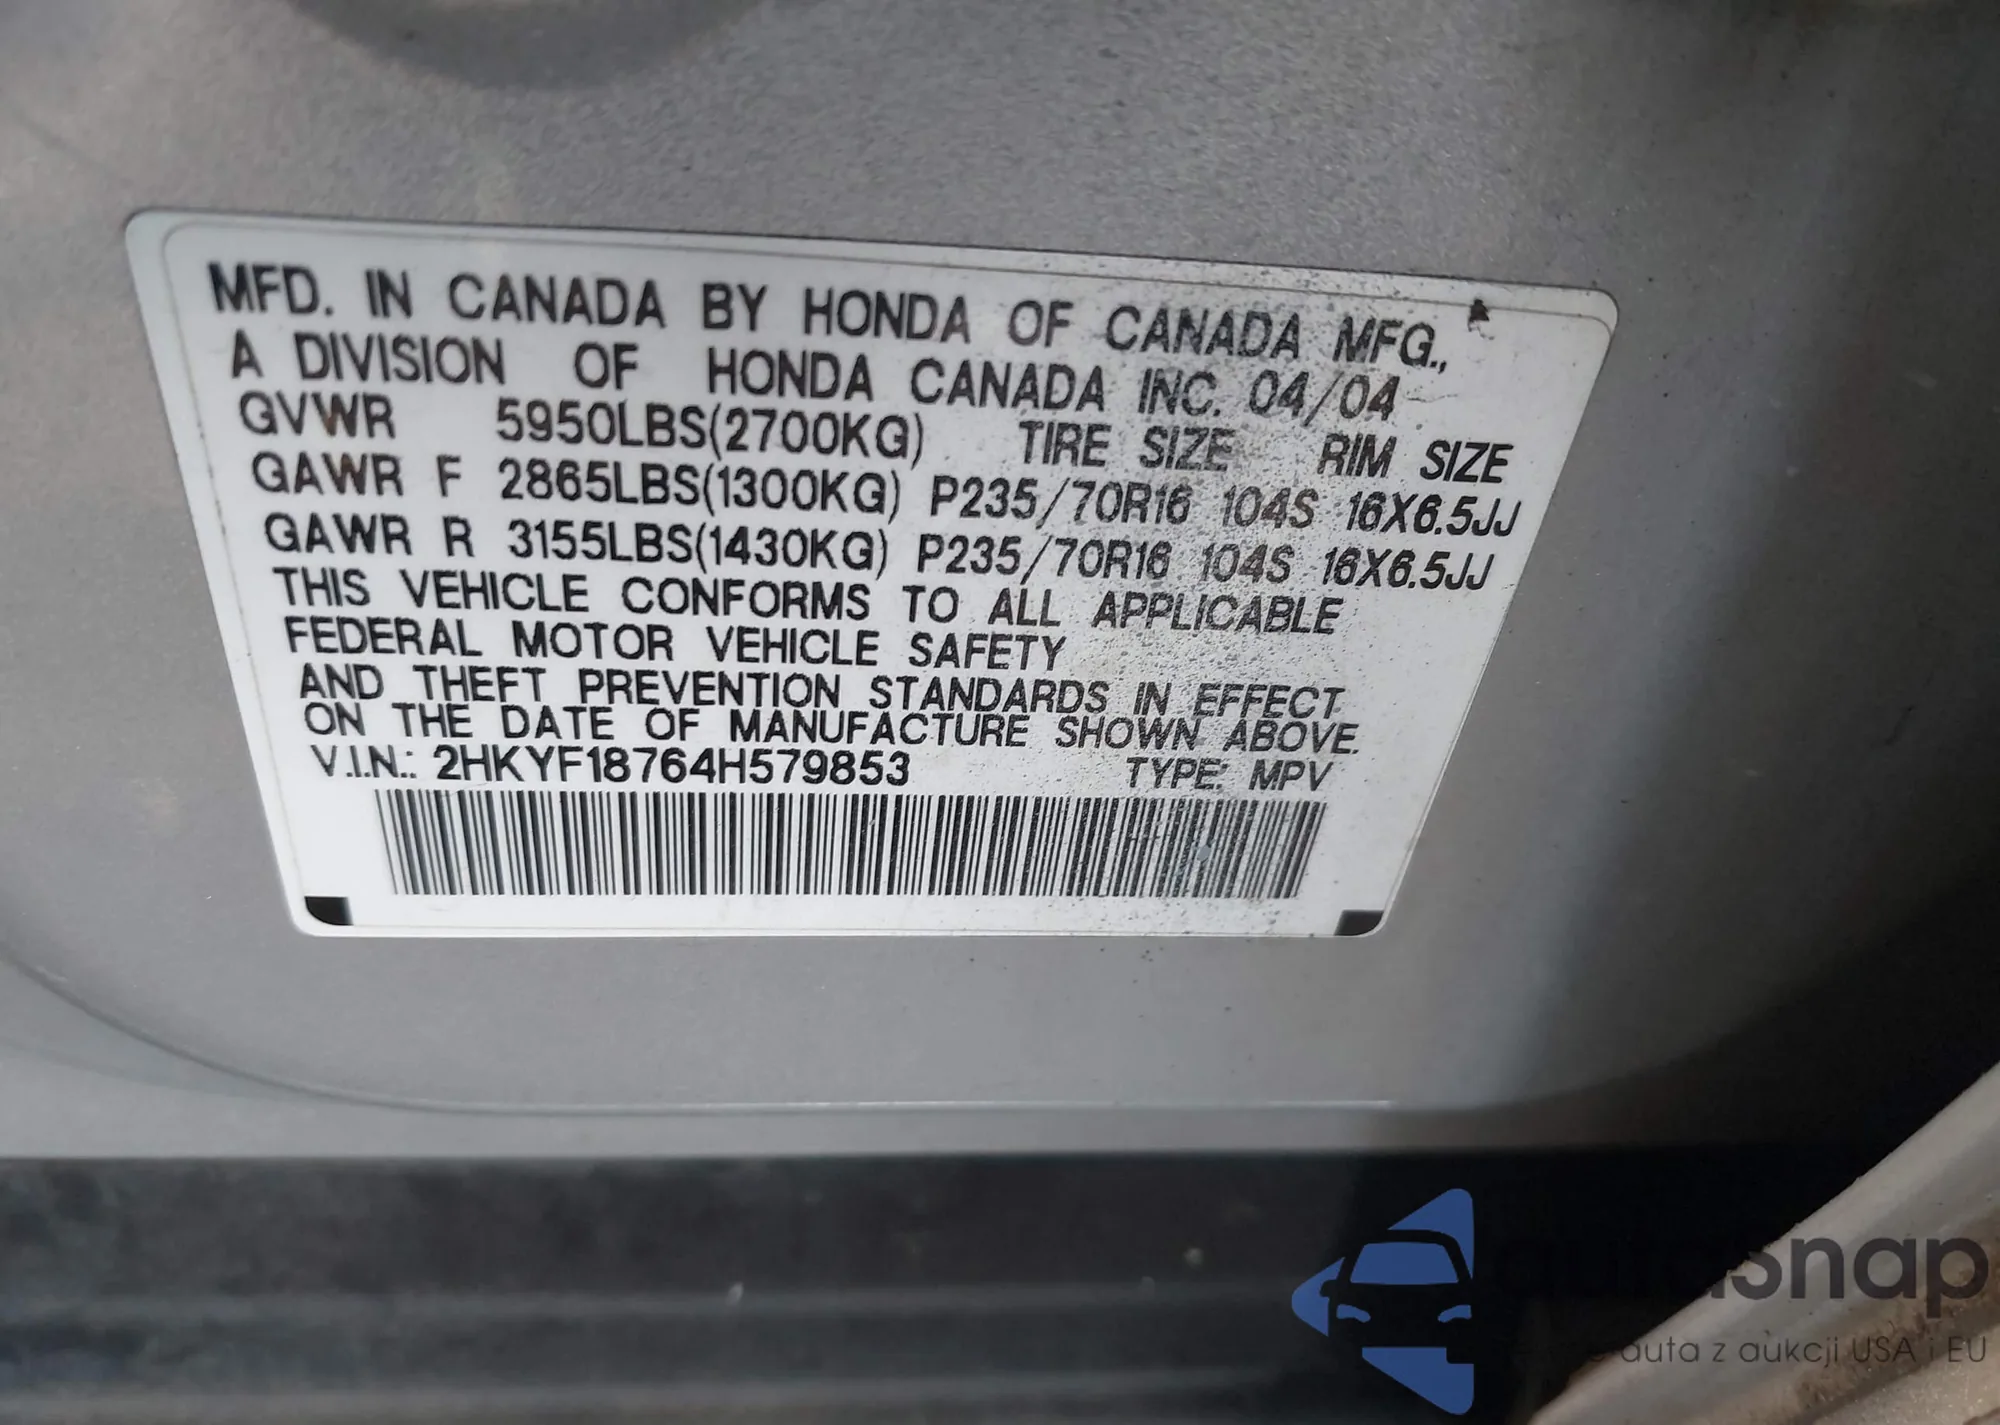 MFD. IN CANADA BY HONDA OF CANADA MFG.,
A DIVISION OF HONDA CANADA INC. 04/04
GVWR 5950LBS(2700KG) TIRE SIZE RIM SIZE
GAWR F 2865LBS(1300KG) P235/70R16 104S 16X6.5JJ
GAWR R 3155LBS(1430KG) P235/70R16 104S 16X6.5JJ
THIS VEHICLE CONFORMS TO ALL APPLICABLE
FEDERAL MOTOR VEHICLE SAFETY
AND THEFT PREVENTION STANDARDS IN EFFECT
ON THE DATE OF MANUFACTURE SHOWN ABOVE.
V.I.N.: 2HKYF18764H579853 TYPE: MPV
auta z aukcji USA i EU